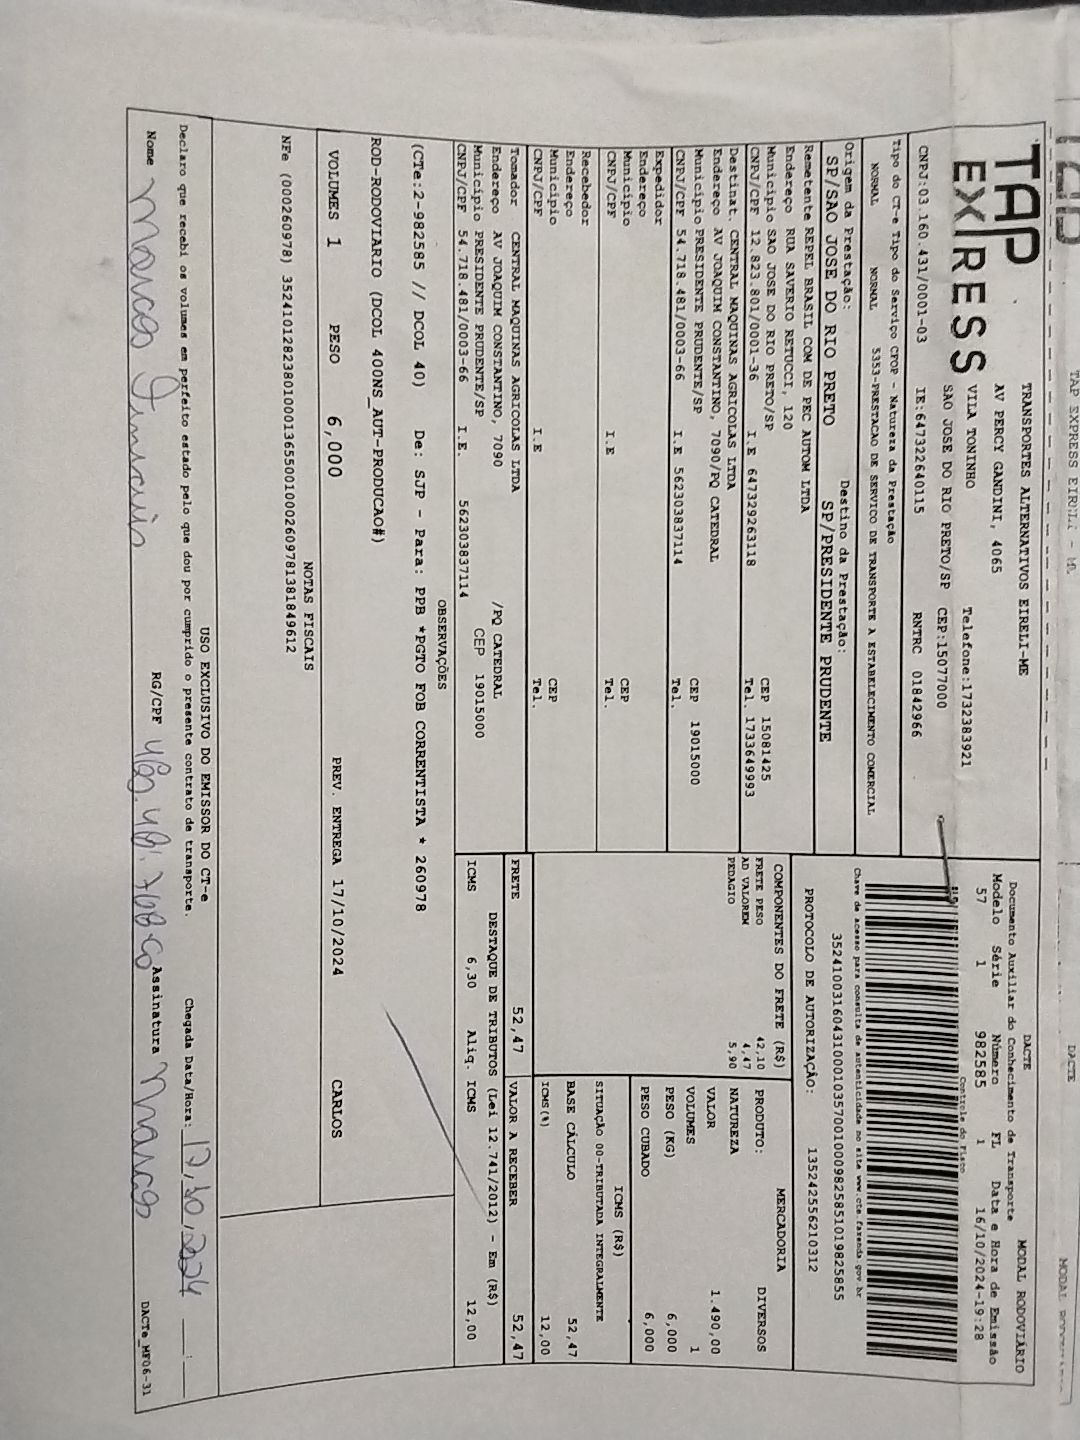 TAP EXPRESS EIRELI - ME DACTE
TAP
EXPRESS
TRANSPORTES ALTERNATIVOS EIRELI-ME
AV PERCY GANDINI, 4065
VILA TONINHO Telefone:1732383921
SAO JOSE DO RIO PRETO/SP CEP:15077000
CNPJ:03.160.431/0001-03 IE:647322640115 RNTRC 01842966
Tipo do CT-e Tipo do Serviço CFOP - Natureza da Prestação
NORMAL NORMAL 5353-PRESTACAO DE SERVICO DE TRANSPORTE A ESTABELECIMENTO COMERCIAL
Origem da Prestação: Destino da Prestação:
SP/SAO JOSE DO RIO PRETO SP/PRESIDENTE PRUDENTE
DACTE MODAL RODOVIÁRIO
Documento Auxiliar do Conhecimento de Transporte
Modelo Série Número FL Data e Hora de Emissão
57 1 982585 1 16/10/2024-19:28
Controle do Fisco
Chave de acesso para consulta de autenticidade no site www.cte.fazenda.gov.br
35241003160431000103570010009825851019825855
PROTOCOLO DE AUTORIZAÇÃO: 135242556210312
Remetente REPEL BRASIL COM DE PEC AUTOM LTDA
Endereço RUA SAVERIO RETUCCI, 120 CEP 15081425
Município SAO JOSE DO RIO PRETO/SP Tel. 1733649993
CNPJ/CPF 12.823.801/0001-36 I.E 647329263118
Destinat. CENTRAL MAQUINAS AGRICOLAS LTDA
Endereço AV JOAQUIM CONSTANTINO, 7090/PQ CATEDRAL
Município PRESIDENTE PRUDENTE/SP CEP 19015000
CNPJ/CPF 54.718.481/0003-66 I.E 562303837114 Tel.
Expedidor
Endereço
Município CEP
CNPJ/CPF I.E Tel.
Recebedor
Endereço
Município CEP
CNPJ/CPF I.E Tel.
Tomador CENTRAL MAQUINAS AGRICOLAS LTDA
Endereço AV JOAQUIM CONSTANTINO, 7090 /PQ CATEDRAL
Município PRESIDENTE PRUDENTE/SP CEP 19015000
CNPJ/CPF 54.718.481/0003-66 I.E. 562303837114
COMPONENTES DO FRETE (R$)
FRETE PESO 42,10
AD VALOREM 4,47
PEDAGIO 5,90
MERCADORIA
PRODUTO: DIVERSOS
NATUREZA
VALOR 1.490,00
VOLUMES 1
PESO (KG) 6,000
PESO CUBADO 6,000
ICMS (R$)
SITUAÇÃO 00-TRIBUTADA INTEGRALMENTE
BASE CÁLCULO 52,47
ICMS(%) 12,00
FRETE 52,47 VALOR A RECEBER 52,47
DESTAQUE DE TRIBUTOS (Lei 12.741/2012) - Em (R$)
ICMS 6,30 Aliq. ICMS 12,00
OBSERVAÇÕES
(CTe:2-982585 // DCOL 40) De: SJP - Para: PPB *PGTO FOB CORRENTISTA * 260978
ROD-RODOVIARIO (DCOL 400NS_AUT-PRODUCAO#)
VOLUMES 1 PESO 6,000 PREV. ENTREGA 17/10/2024 CARLOS
NOTAS FISCAIS
NFe (000260978) 35241012823801000136550010002609781381849612
USO EXCLUSIVO DO EMISSOR DO CT-e
Declaro que recebi os volumes em perfeito estado pelo que dou por cumprido o presente contrato de transporte. Chegada Data/Hora: 17,10,2024 :
Nome Marcos RG/CPF Assinatura Marcos
DACTe_MF06-31